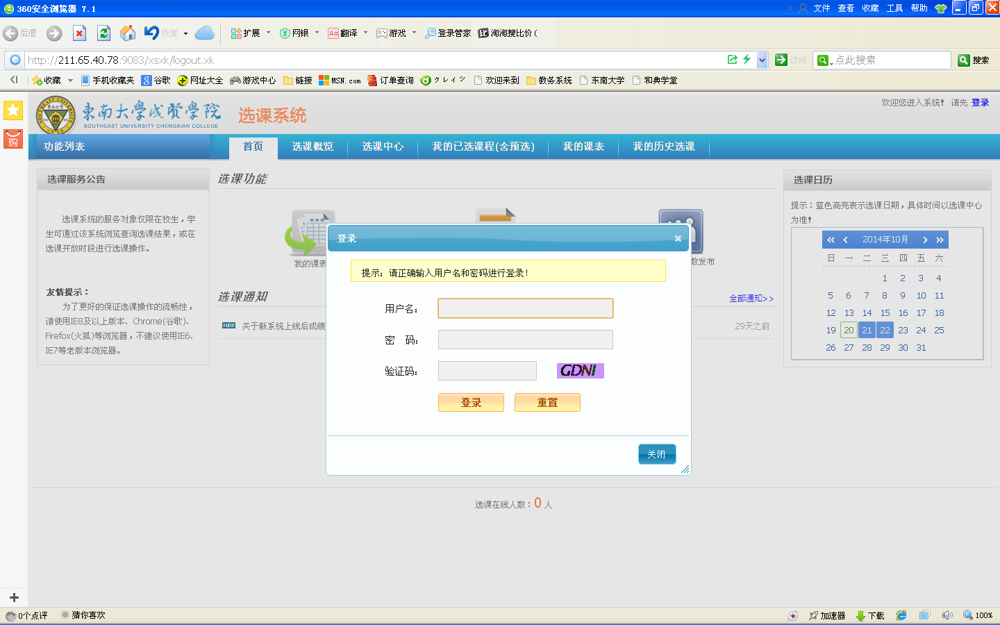 360安全浏览器 7.1
文件 查看 收藏 工具 帮助
后退 恢复 扩展 网银 翻译 游戏 登录管家 淘淘搜比价(
http://211.65.40.78:9083/xsxk/logout.xk 访问 点此搜索 搜索
收藏 手机收藏夹 谷歌 网址大全 游戏中心 链接 MSN.com 订单查询 クレイツ 欢迎来到 教务系统 东南大学 和典学堂
购
东南大学成贤学院 选课系统
SOUTHEAST UNIVERSITY CHENGXIAN COLLEGE
欢迎您进入系统! 请先 登录
功能列表 首页 选课概览 选课中心 我的已选课程(含预选) 我的课表 我的历史选课
选课服务公告
选课系统的服务对象仅限在校生，学
生可通过该系统浏览查询选课结果，或在
选课开放时段进行选课操作。
友情提示：
为了更好的保证选课操作的流畅性，
请使用IE8及以上版本、Chrome(谷歌)、
Firefox(火狐)等浏览器，不建议使用IE6、
IE7等老版本浏览器。
选课功能
我的课表
数发布
选课通知 全部通知>>
NEW 关于新系统上线后成绩 29天之前
登录
提示：请正确输入用户名和密码进行登录!
用户名：
密 码：
验证码： GDNI
登录 重置
关闭
选课日历
提示：蓝色高亮表示选课日期，具体时间以选课中心
为准!
2014年10月
日 一 二 三 四 五 六
1 2 3 4
5 6 7 8 9 10 11
12 13 14 15 16 17 18
19 20 21 22 23 24 25
26 27 28 29 30 31
选课在线人数：0 人
0个点评 猜你喜欢 加速器 下载 100%